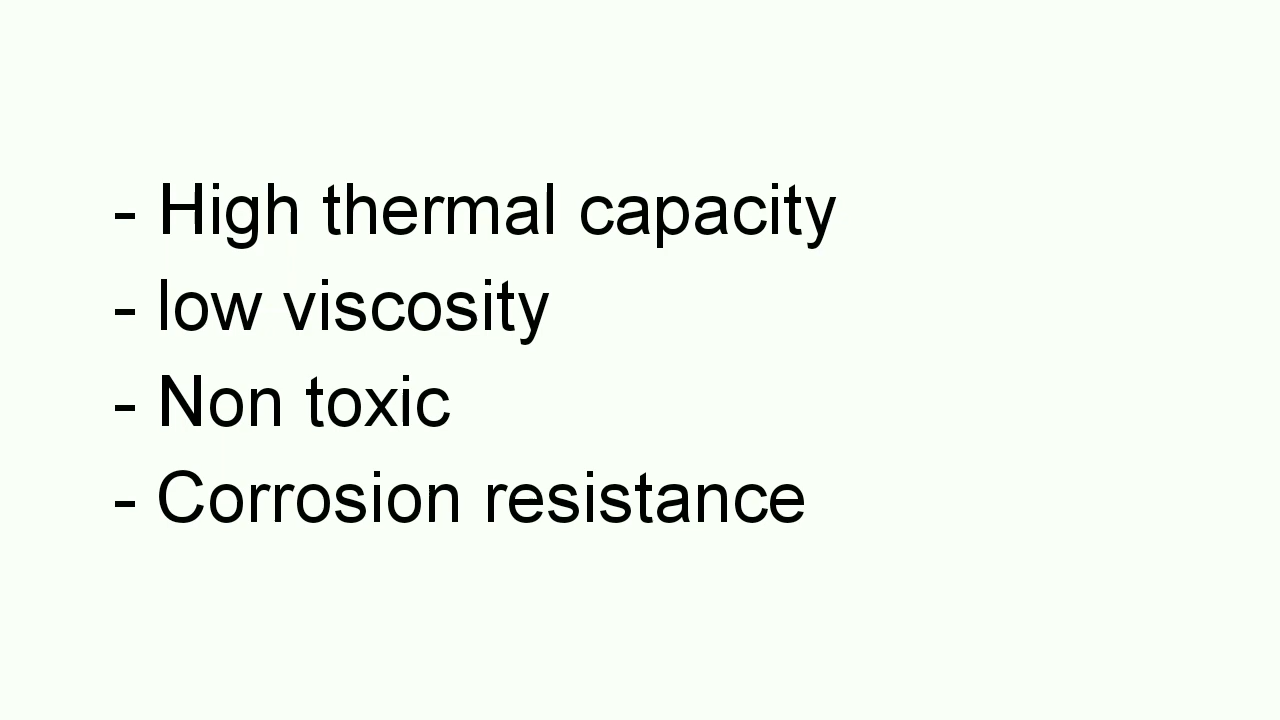 - High thermal capacity
- low viscosity
- Non toxic
- Corrosion resistance